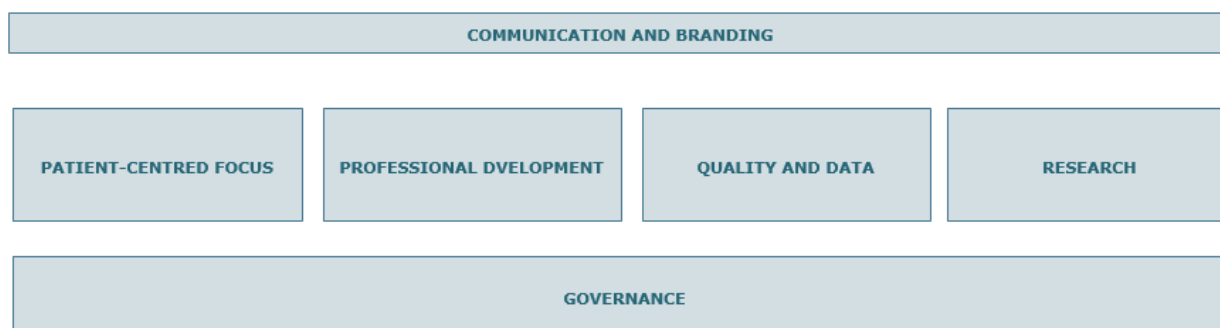 COMMUNICATION AND BRANDING
PATIENT-CENTRED FOCUS
PROFESSIONAL DVELOPMENT
QUALITY AND DATA
RESEARCH
GOVERNANCE